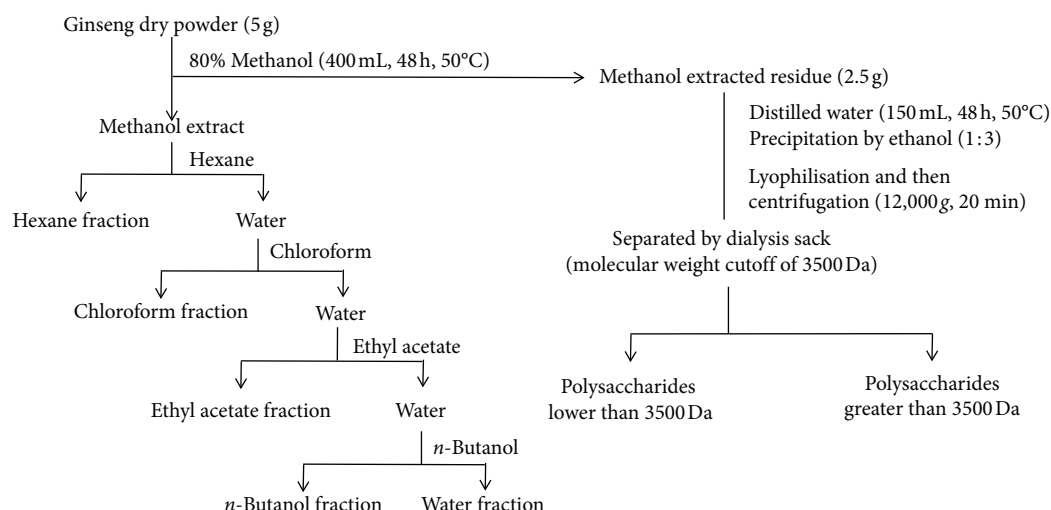 Ginseng dry powder (5 g)
80% Methanol (400 mL, 48 h, 50°C)
Methanol extracted residue (2.5 g)
Distilled water (150 mL, 48 h, 50°C)
Precipitation by ethanol (1 : 3)
Lyophilisation and then
centrifugation (12,000g, 20 min)
Separated by dialysis sack
(molecular weight cutoff of 3500 Da)
Polysaccharides
lower than 3500 Da
Polysaccharides
greater than 3500 Da
Methanol extract
Hexane
Hexane fraction
Water
Chloroform
Chloroform fraction
Water
Ethyl acetate
Ethyl acetate fraction
Water
n-Butanol
n-Butanol fraction
Water fraction